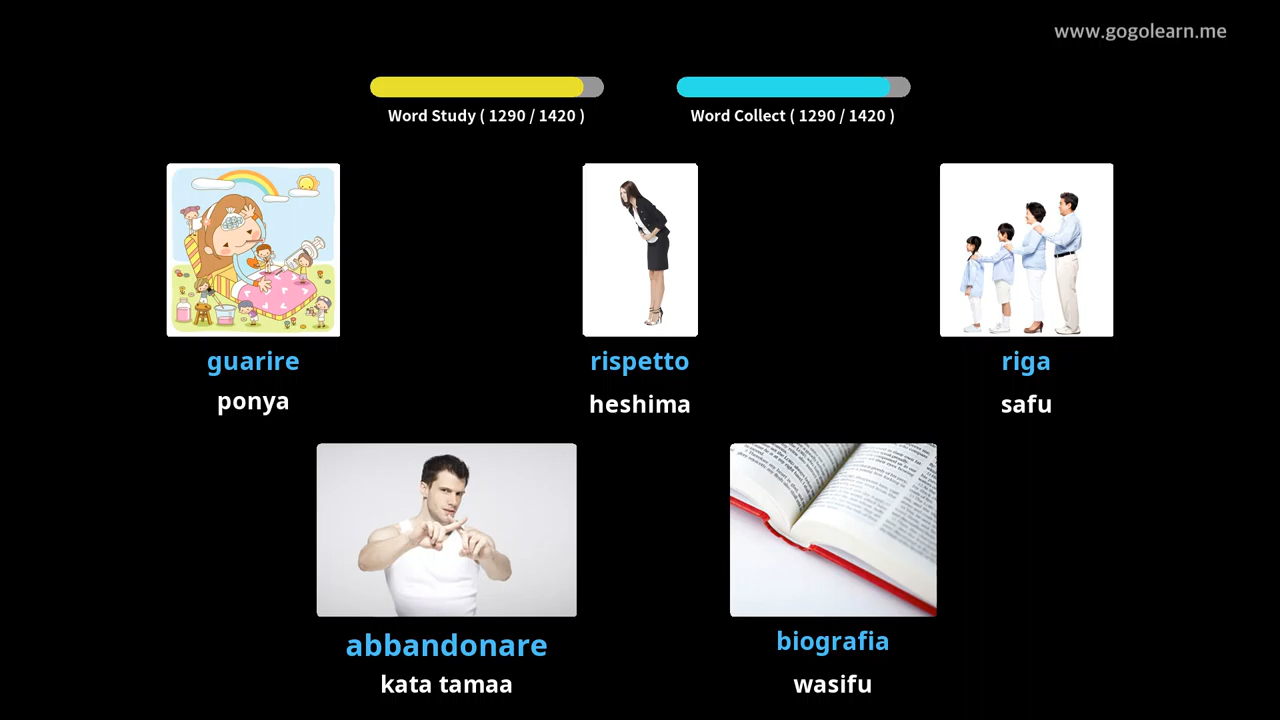 www.gogolearn.me
Word Study ( 1290 / 1420 )
Word Collect ( 1290 / 1420 )
guarire
ponya
rispetto
heshima
riga
safu
abbandonare
kata tamaa
biografia
wasifu